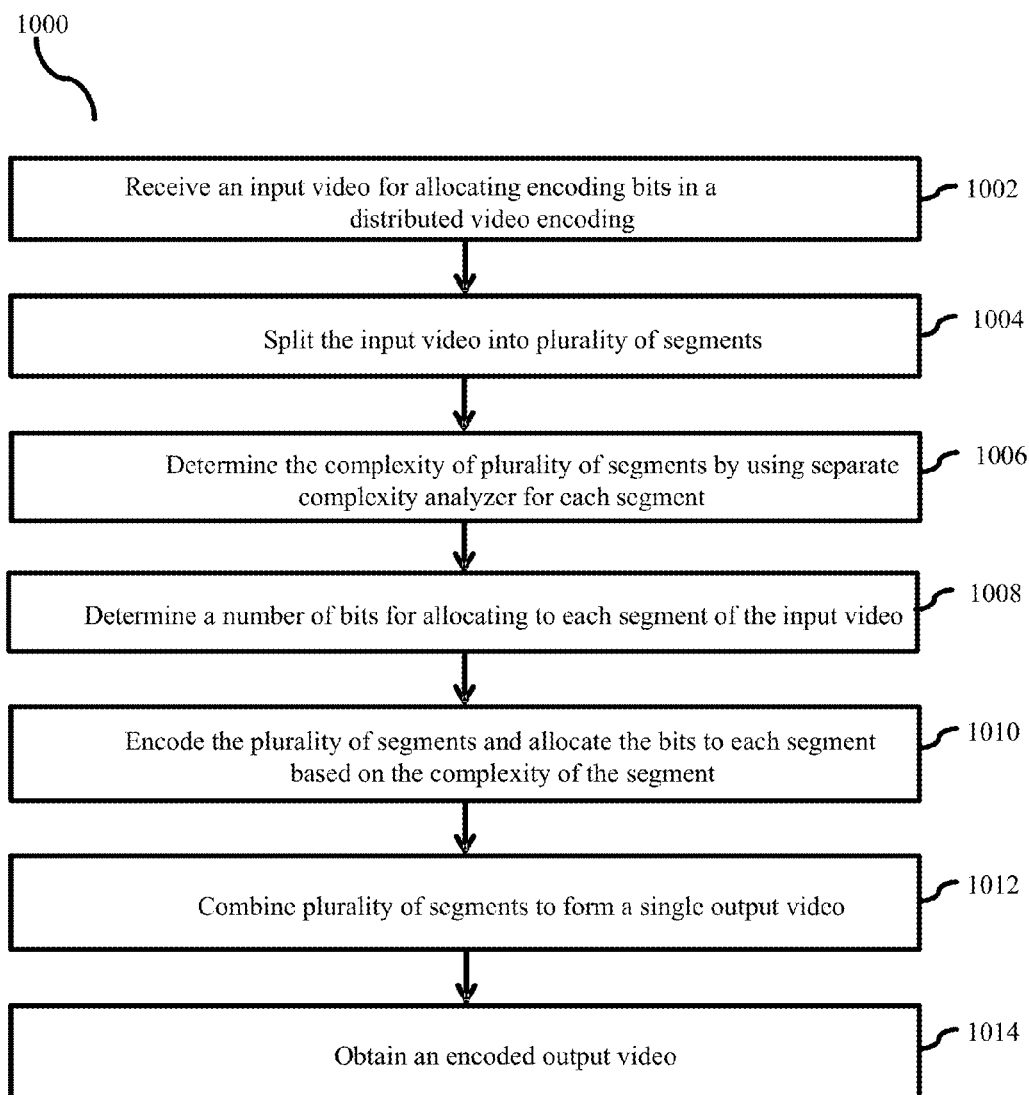 1000
Receive an input video for allocating encoding bits in a
distributed video encoding
1002
Split the input video into plurality of segments
1004
Determine the complexity of plurality of segments by using separate
complexity analyzer for each segment
1006
Determine a number of bits for allocating to each segment of the input video
1008
Encode the plurality of segments and allocate the bits to each segment
based on the complexity of the segment
1010
Combine plurality of segments to form a single output video
1012
Obtain an encoded output video
1014